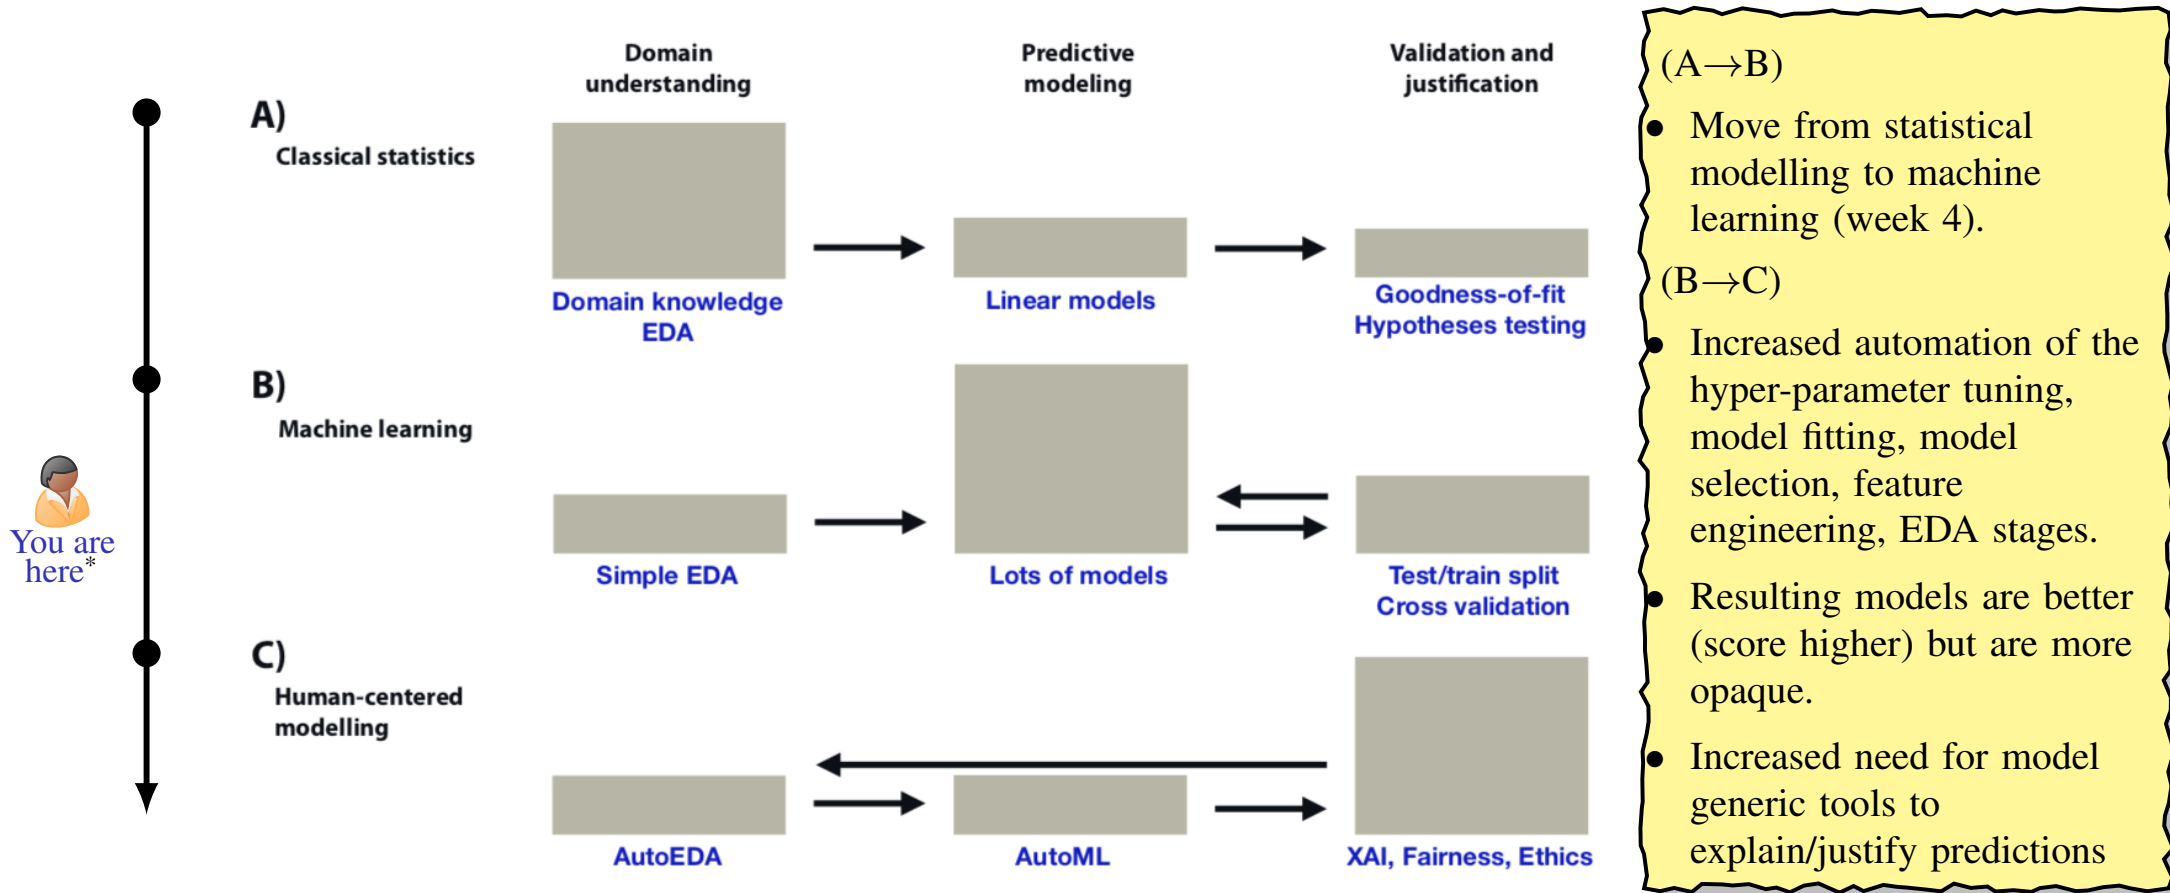 Domain
understanding
Predictive
modeling
Validation and
justification
A)
Classical statistics
Domain knowledge
EDA
Linear models
Goodness-of-fit
Hypotheses testing
B)
Machine learning
Simple EDA
Lots of models
Test/train split
Cross validation
You are
here*
C)
Human-centered
modelling
AutoEDA
AutoML
XAI, Fairness, Ethics
(A→B)
• Move from statistical
modelling to machine
learning (week 4).
(B→C)
• Increased automation of the
hyper-parameter tuning,
model fitting, model
selection, feature
engineering, EDA stages.
• Resulting models are better
(score higher) but are more
opaque.
• Increased need for model
generic tools to
explain/justify predictions